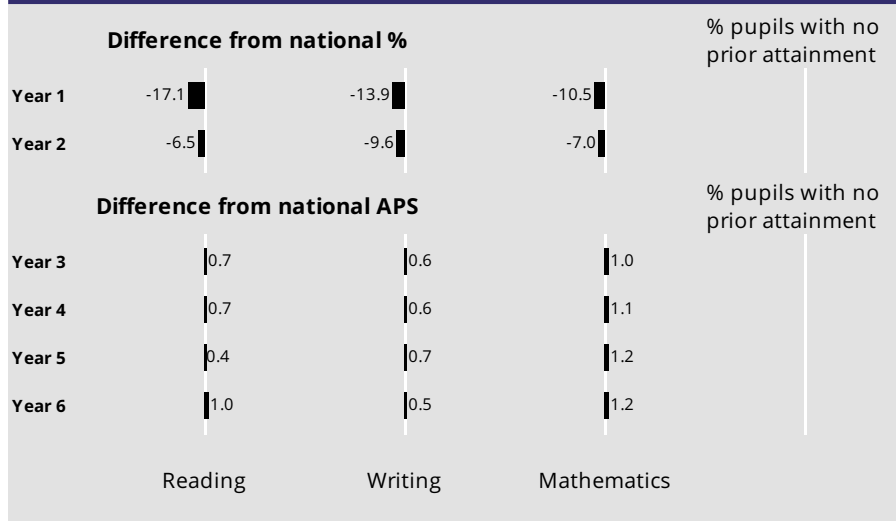 Difference from national %
% pupils with no
prior attainment
Year 1 -17.1 -13.9 -10.5
Year 2 -6.5 -9.6 -7.0
Difference from national APS
% pupils with no
prior attainment
Year 3 0.7 0.6 1.0
Year 4 0.7 0.6 1.1
Year 5 0.4 0.7 1.2
Year 6 1.0 0.5 1.2
Reading Writing Mathematics